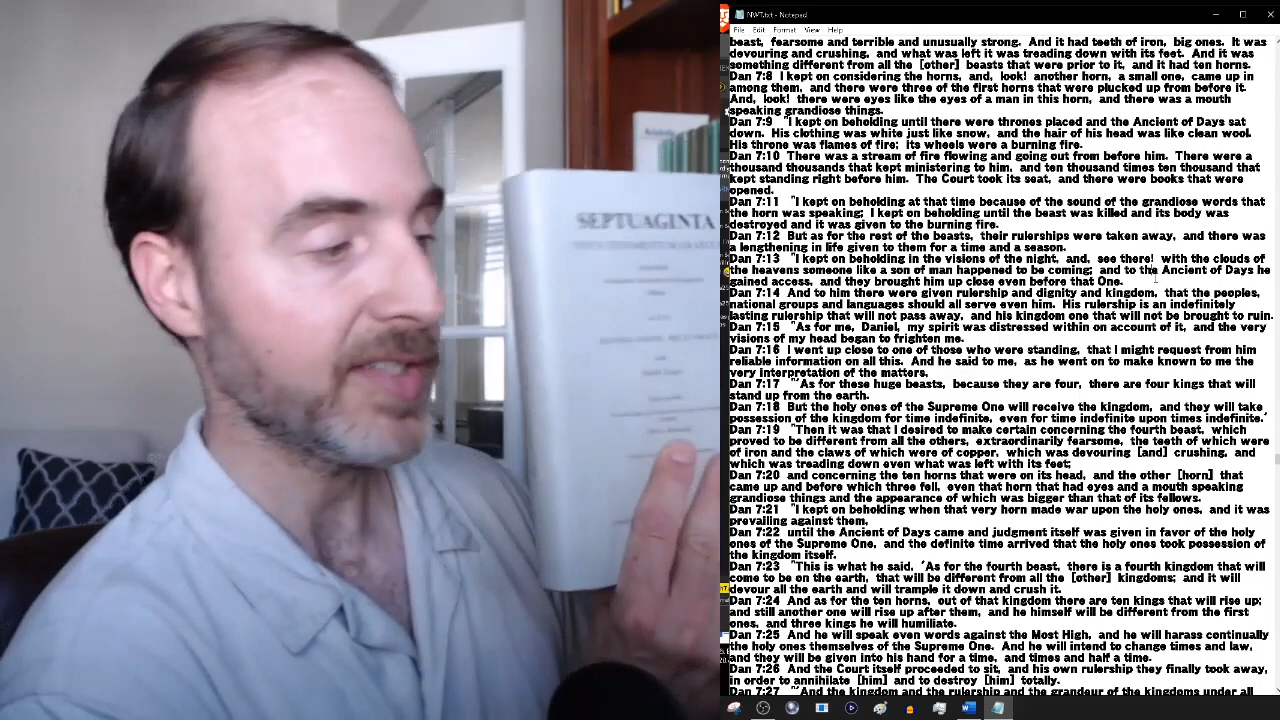 SEPTUAGINTA
NWT.txt - Notepad
File Edit Format View Help
beast, fearsome and terrible and unusually strong. And it had teeth of iron, big ones. It was
devouring and crushing, and what was left it was treading down with its feet. And it was
something different from all the [other] beasts that were prior to it, and it had ten horns.
Dan 7:8 I kept on considering the horns, and, look! another horn, a small one, came up in
among them, and there were three of the first horns that were plucked up from before it.
And, look! there were eyes like the eyes of a man in this horn, and there was a mouth
speaking grandiose things.
Dan 7:9 "I kept on beholding until there were thrones placed and the Ancient of Days sat
down. His clothing was white just like snow, and the hair of his head was like clean wool.
His throne was flames of fire; its wheels were a burning fire.
Dan 7:10 There was a stream of fire flowing and going out from before him. There were a
thousand thousands that kept ministering to him, and ten thousand times ten thousand that
kept standing right before him. The Court took its seat, and there were books that were
opened.
Dan 7:11 "I kept on beholding at that time because of the sound of the grandiose words that
the horn was speaking; I kept on beholding until the beast was killed and its body was
destroyed and it was given to the burning fire.
Dan 7:12 But as for the rest of the beasts, their rulerships were taken away, and there was
a lengthening in life given to them for a time and a season.
Dan 7:13 "I kept on beholding in the visions of the night, and, see there! with the clouds of
the heavens someone like a son of man happened to be coming; and to the Ancient of Days he
gained access, and they brought him up close even before that One.
Dan 7:14 And to him there were given rulership and dignity and kingdom, that the peoples,
national groups and languages should all serve even him. His rulership is an indefinitely
lasting rulership that will not pass away, and his kingdom one that will not be brought to ruin.
Dan 7:15 "As for me, Daniel, my spirit was distressed within on account of it, and the very
visions of my head began to frighten me.
Dan 7:16 I went up close to one of those who were standing, that I might request from him
reliable information on all this. And he said to me, as he went on to make known to me the
very interpretation of the matters,
Dan 7:17 "'As for these huge beasts, because they are four, there are four kings that will
stand up from the earth.
Dan 7:18 But the holy ones of the Supreme One will receive the kingdom, and they will take
possession of the kingdom for time indefinite, even for time indefinite upon times indefinite.'
Dan 7:19 "Then it was that I desired to make certain concerning the fourth beast, which
proved to be different from all the others, extraordinarily fearsome, the teeth of which were
of iron and the claws of which were of copper, which was devouring [and] crushing, and
which was treading down even what was left with its feet;
Dan 7:20 and concerning the ten horns that were on its head, and the other [horn] that
came up and before which three fell, even that horn that had eyes and a mouth speaking
grandiose things and the appearance of which was bigger than that of its fellows.
Dan 7:21 "I kept on beholding when that very horn made war upon the holy ones, and it was
prevailing against them,
Dan 7:22 until the Ancient of Days came and judgment itself was given in favor of the holy
ones of the Supreme One, and the definite time arrived that the holy ones took possession of
the kingdom itself.
Dan 7:23 "This is what he said, 'As for the fourth beast, there is a fourth kingdom that will
come to be on the earth, that will be different from all the [other] kingdoms; and it will
devour all the earth and will trample it down and crush it.
Dan 7:24 And as for the ten horns, out of that kingdom there are ten kings that will rise up;
and still another one will rise up after them, and he himself will be different from the first
ones, and three kings he will humiliate.
Dan 7:25 And he will speak even words against the Most High, and he will harass continually
the holy ones themselves of the Supreme One. And he will intend to change times and law,
and they will be given into his hand for a time, and times and half a time.
Dan 7:26 And the Court itself proceeded to sit, and his own rulership they finally took away,
in order to annihilate [him] and to destroy [him] totally.
Dan 7:27 "'And the kingdom and the rulership and the grandeur of the kingdoms under all